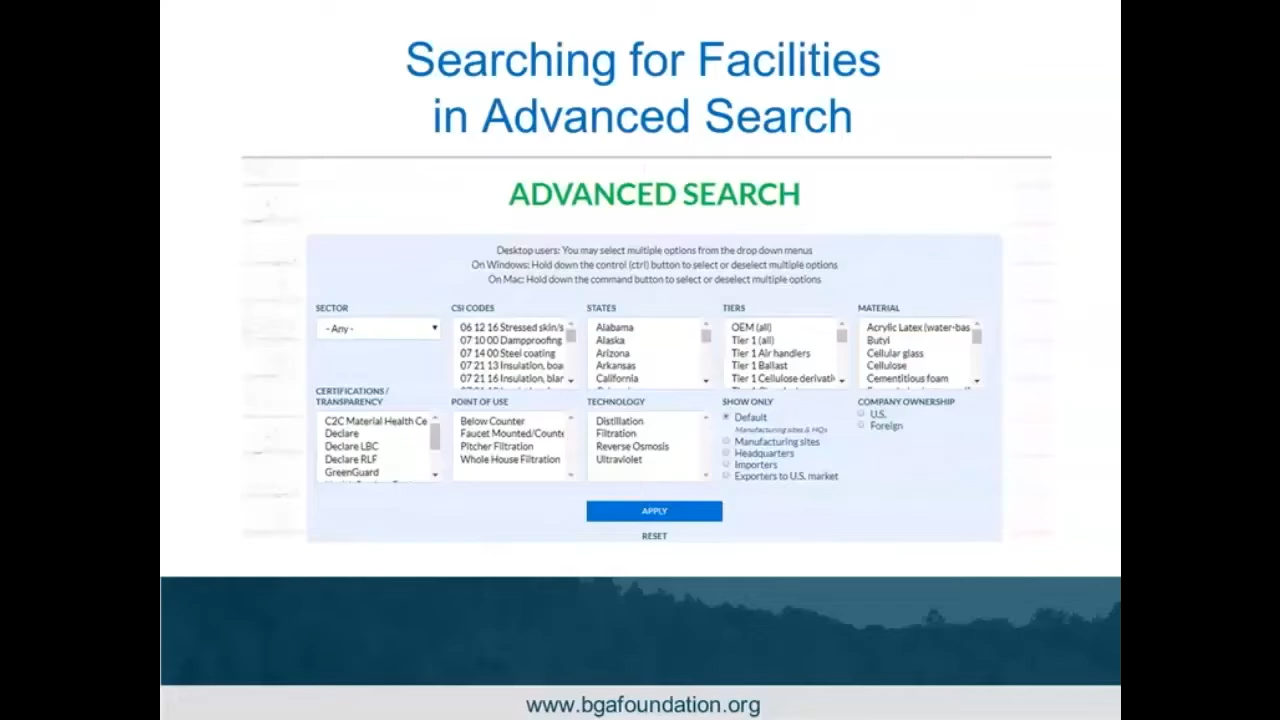 Searching for Facilities
in Advanced Search
ADVANCED SEARCH
Desktop users: You may select multiple options from the drop down menus
On Windows: Hold down the control (ctrl) button to select or deselect multiple options
On Mac: Hold down the command button to select or deselect multiple options
SECTOR
- Any -
CSI CODES
06 12 16 Stressed skin/s
07 10 00 Dampproofing
07 14 00 Steel coating
07 21 13 Insulation, boa
07 21 16 Insulation, blar
STATES
Alabama
Alaska
Arizona
Arkansas
California
TIERS
OEM (all)
Tier 1 (all)
Tier 1 Air handlers
Tier 1 Ballast
Tier 1 Cellulose derivati
MATERIAL
Acrylic Latex (water-bas
Butyl
Cellular glass
Cellulose
Cementitious foam
CERTIFICATIONS /
TRANSPARENCY
C2C Material Health Ce
Declare
Declare LBC
Declare RLF
GreenGuard
POINT OF USE
Below Counter
Faucet Mounted/Counte
Pitcher Filtration
Whole House Filtration
TECHNOLOGY
Distillation
Filtration
Reverse Osmosis
Ultraviolet
SHOW ONLY
Default
Manufacturing sites & HQs
Manufacturing sites
Headquarters
Importers
Exporters to U.S. market
COMPANY OWNERSHIP
U.S.
Foreign
APPLY
RESET
www.bgafoundation.org